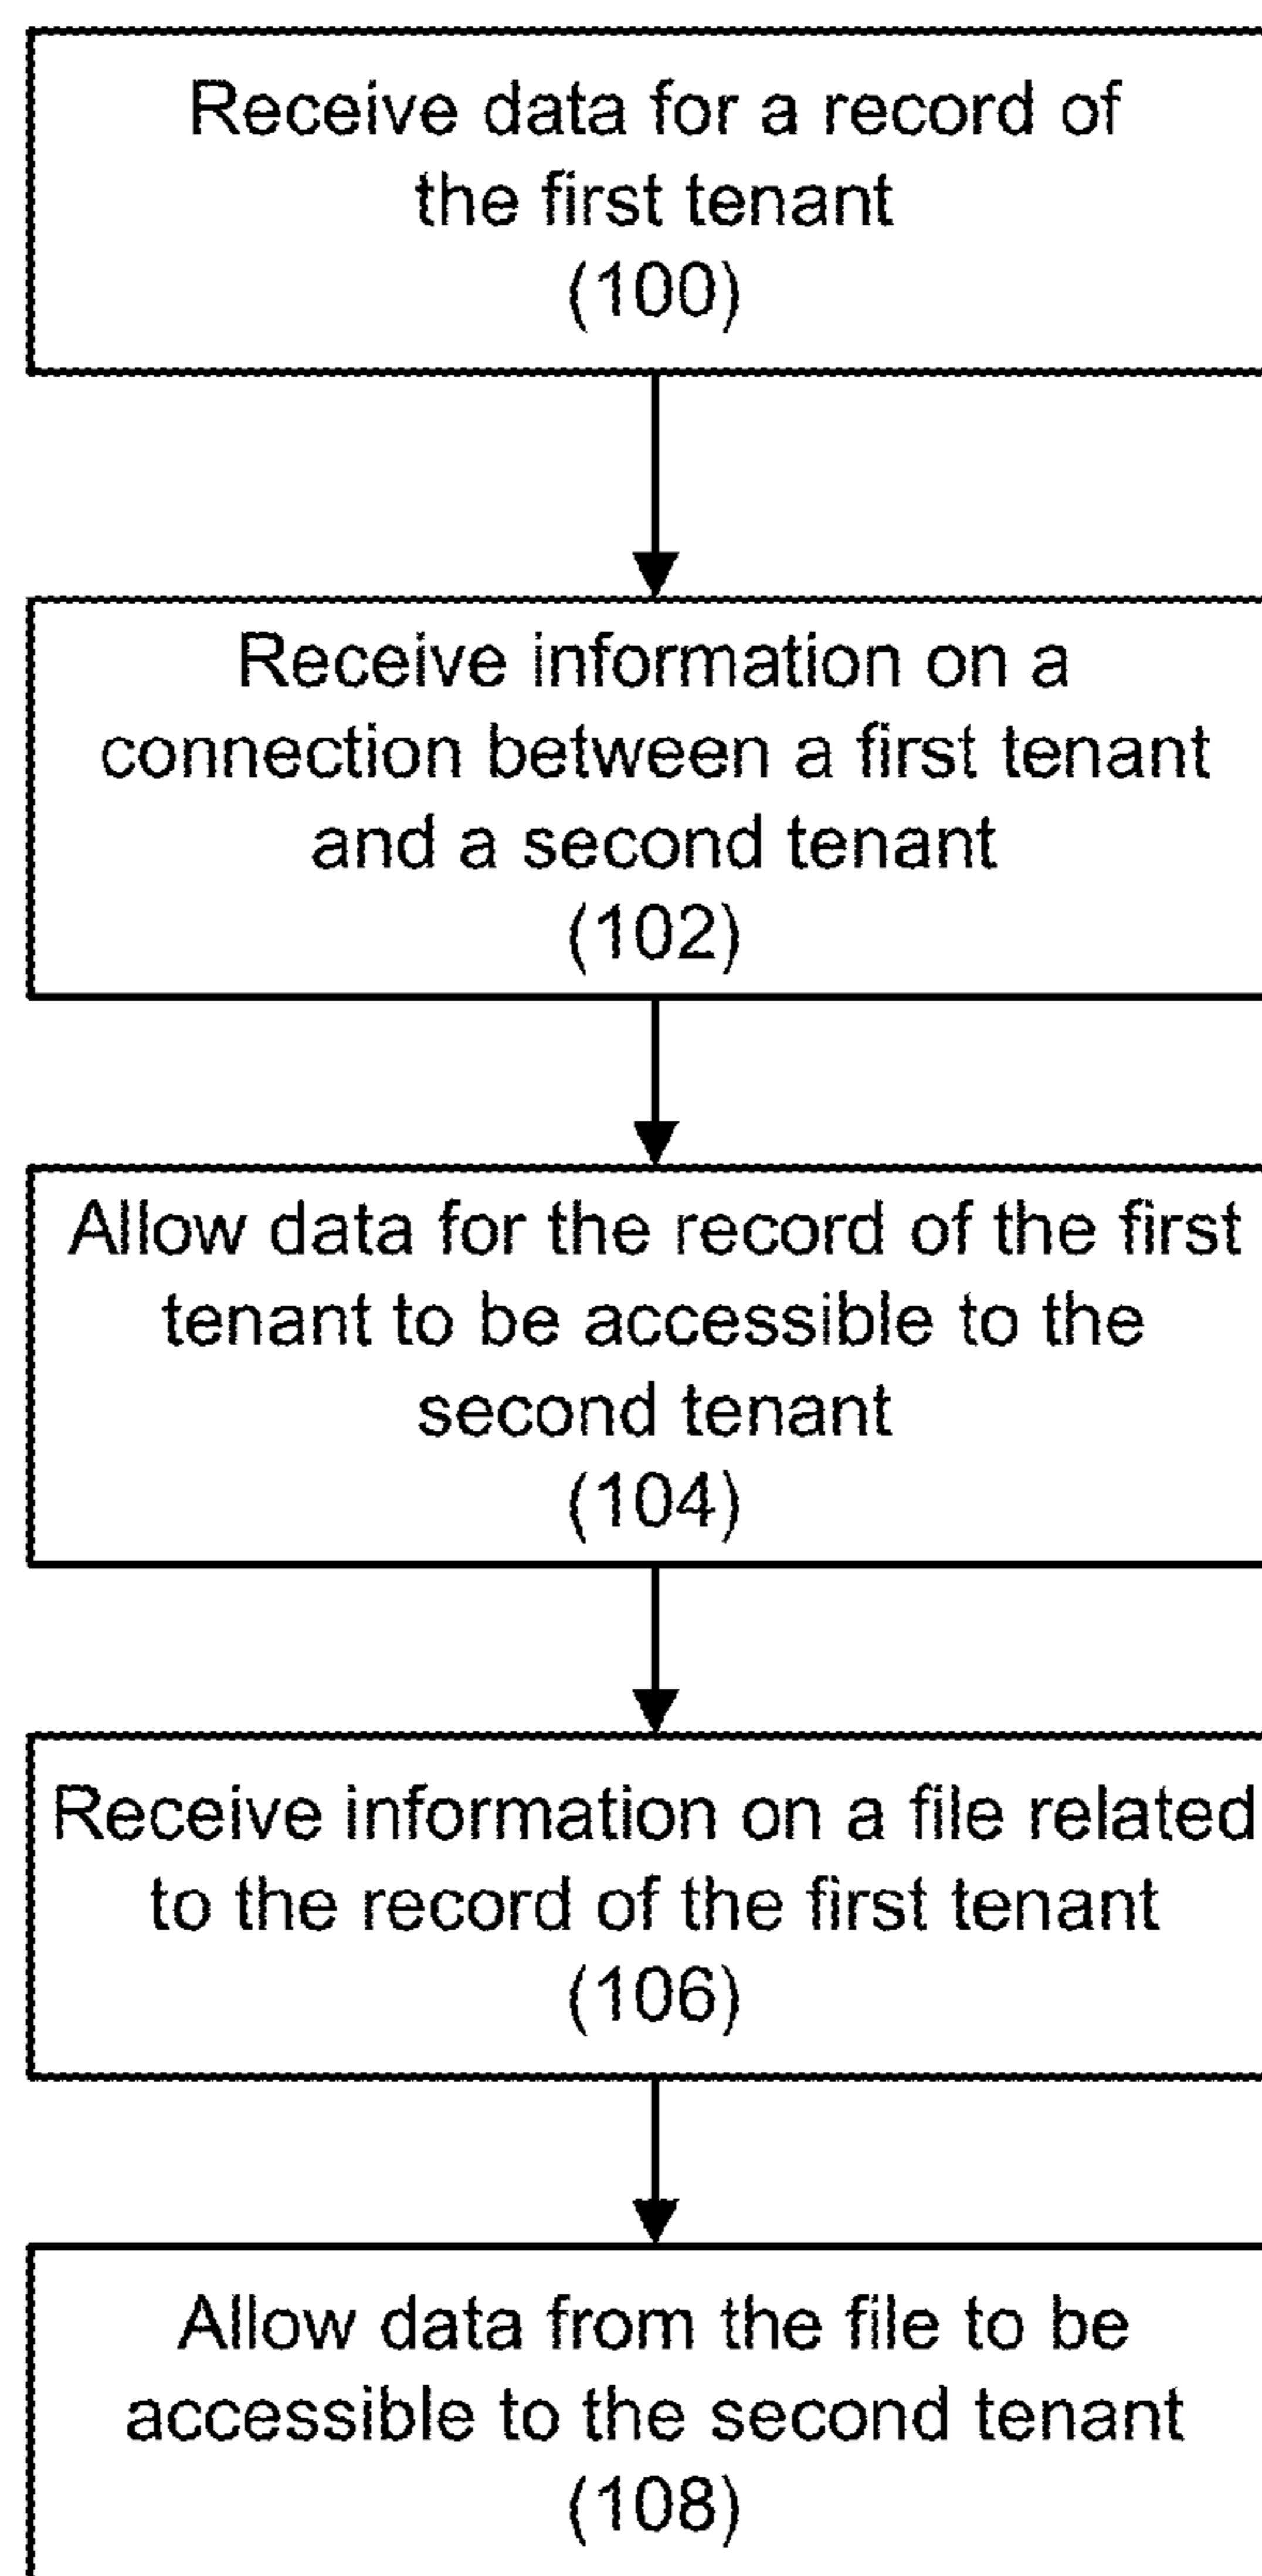 Receive data for a record of
the first tenant
(100)
Receive information on a
connection between a first tenant
and a second tenant
(102)
Allow data for the record of the first
tenant to be accessible to the
second tenant
(104)
Receive information on a file related
to the record of the first tenant
(106)
Allow data from the file to be
accessible to the second tenant
(108)